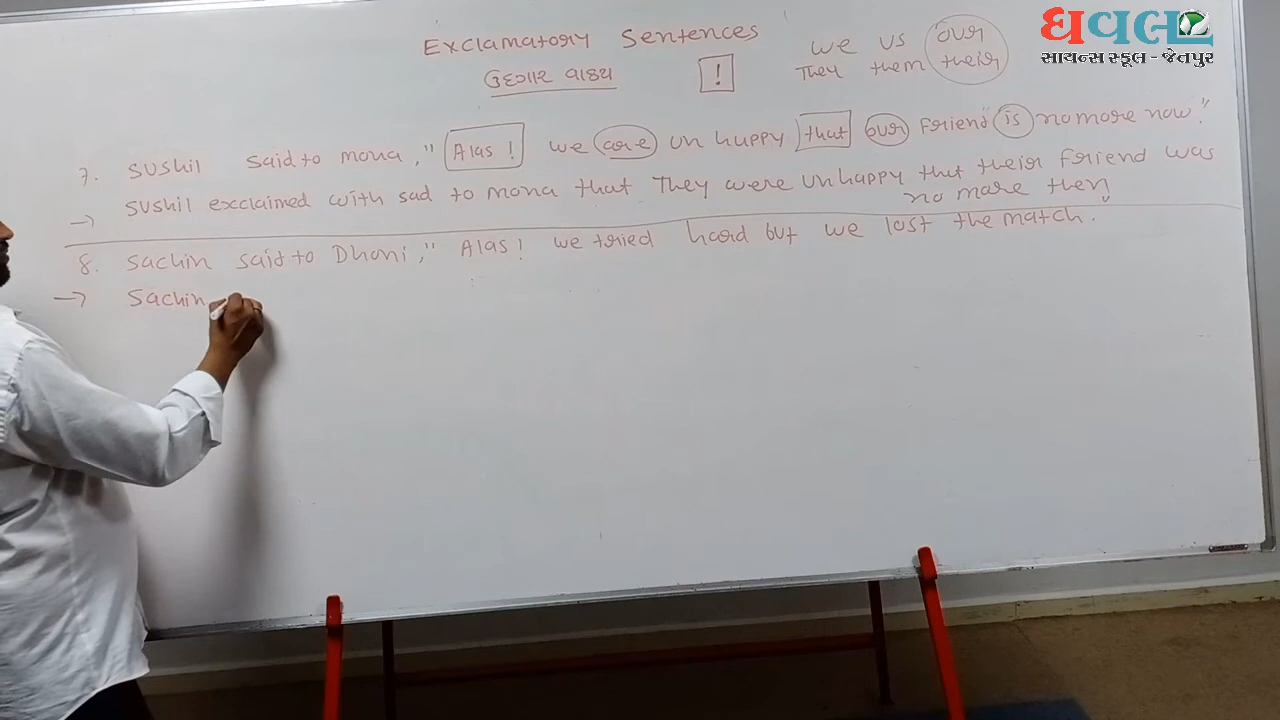 Exclamatory Sentences
ઉદ્દગાર વાક્ય
!
we us our
They them their
ધવલ
સાયન્સ સ્કૂલ - જેતપુર
7. Sushil said to mona," Alas! we are unhappy that our friend is no more now."
→ Sushil exclaimed with sad to mona that They were unhappy that their friend was
no more then
8. Sachin said to Dhoni," Alas! we tried hard but we lost the match.
→ Sachin